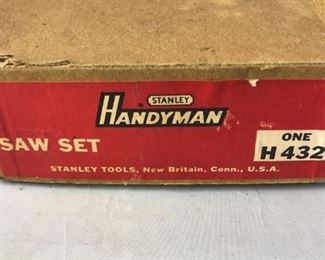 STANLEY
HANDYMAN
SAW SET
ONE
H 432
STANLEY TOOLS, New Britain, Conn., U.S.A.